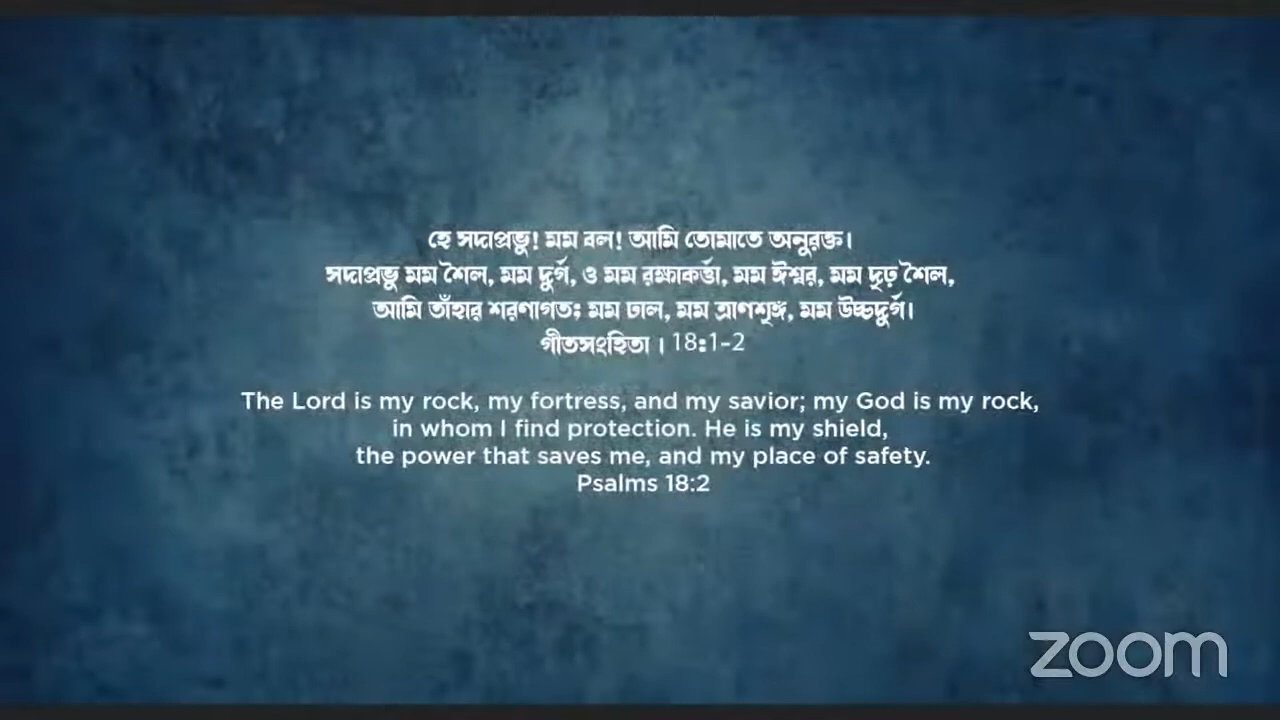 হে সদাপ্রভু! মম বল! আমি তোমাতে অনুরক্ত।
সদাপ্রভু মম শৈল, মম দুর্গ, ও মম রক্ষাকর্ত্তা, মম ঈশ্বর, মম দৃঢ় শৈল,
আমি তাঁহার শরণাগত; মম ঢাল, মম ত্রাণশৃঙ্গ, মম উচ্চদুর্গ।
গীতসংহিতা । 18:1-2
The Lord is my rock, my fortress, and my savior; my God is my rock,
in whom I find protection. He is my shield,
the power that saves me, and my place of safety.
Psalms 18:2
zoom